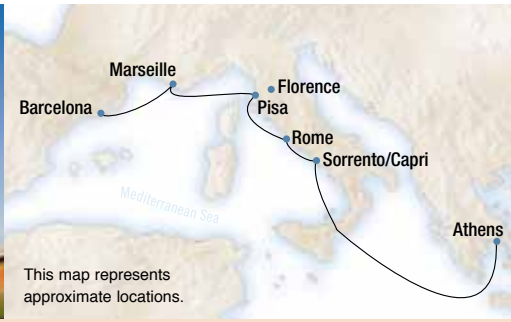 Marseille
Florence
Barcelona
Pisa
Rome
Sorrento/Capri
Mediterranean Sea
Athens
This map represents
approximate locations.